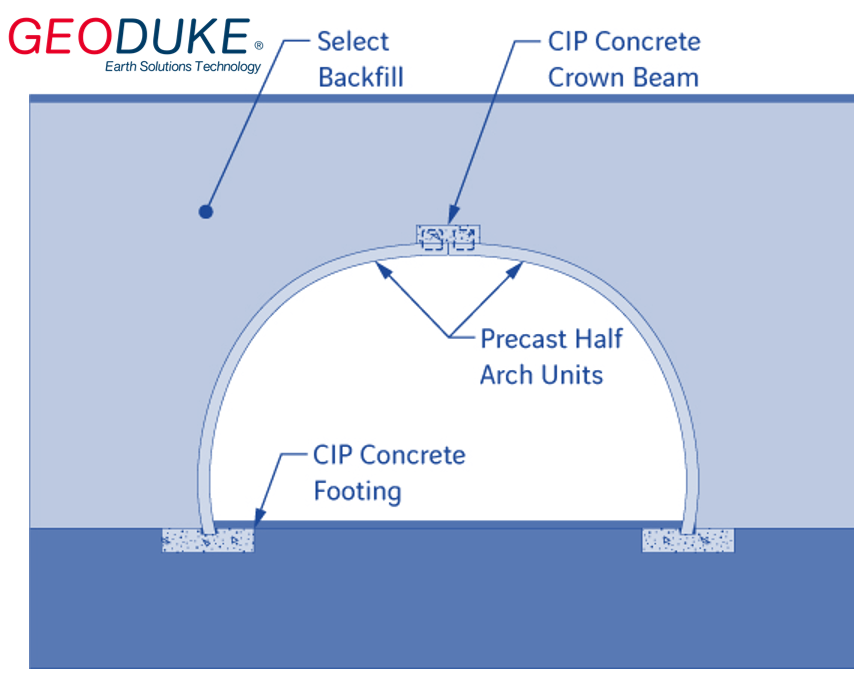 GEODUKE®
Earth Solutions Technology
Select
Backfill
CIP Concrete
Crown Beam
Precast Half
Arch Units
CIP Concrete
Footing